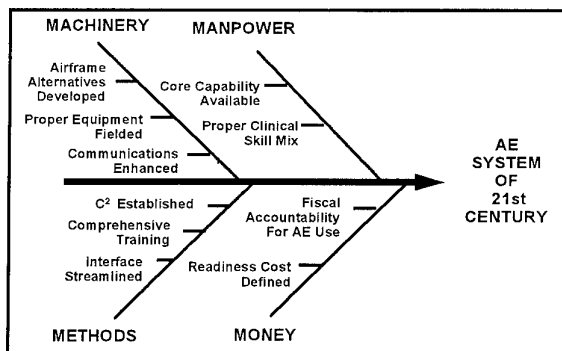 MACHINERY
Airframe
Alternatives
Developed
Proper Equipment
Fielded
Communications
Enhanced
MANPOWER
Core Capability
Available
Proper Clinical
Skill Mix
C² Established
Comprehensive
Training
Interface
Streamlined
METHODS
Fiscal
Accountability
For AE Use
Readiness Cost
Defined
MONEY
AE
SYSTEM
OF
21st
CENTURY